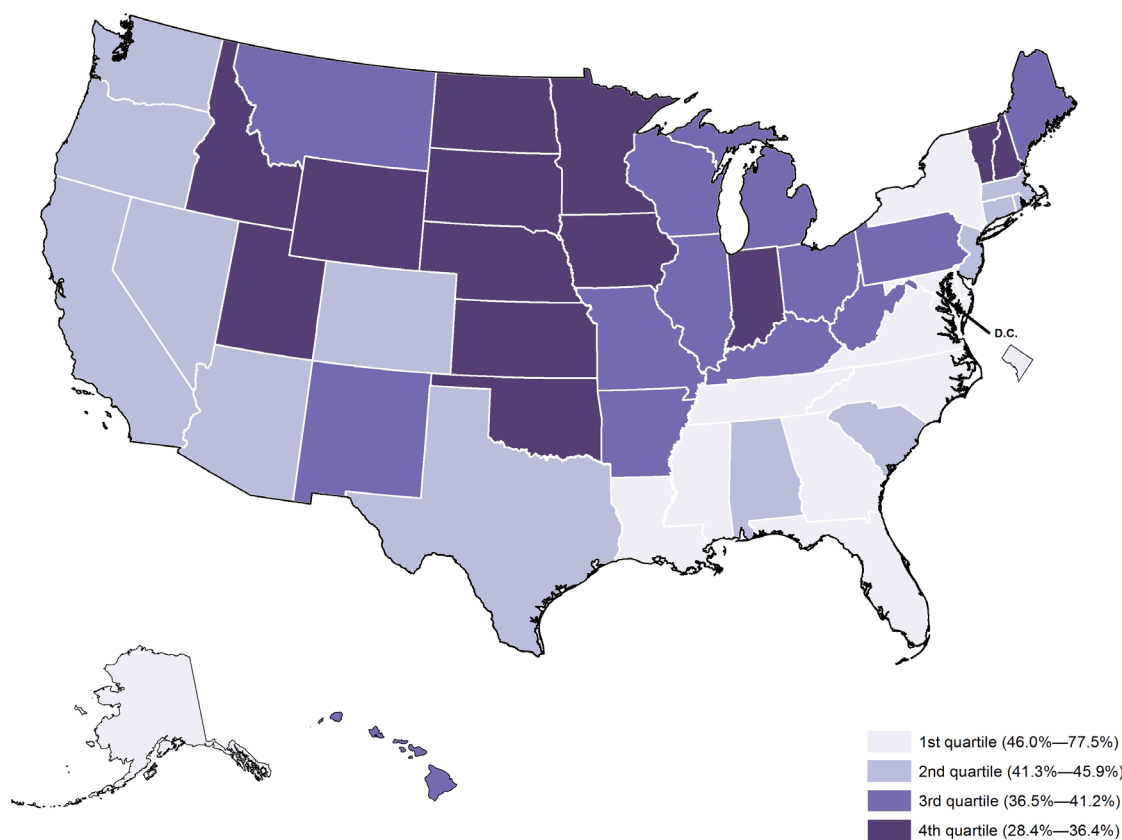 D.C.
1st quartile (46.0%—77.5%)
2nd quartile (41.3%—45.9%)
3rd quartile (36.5%—41.2%)
4th quartile (28.4%—36.4%)